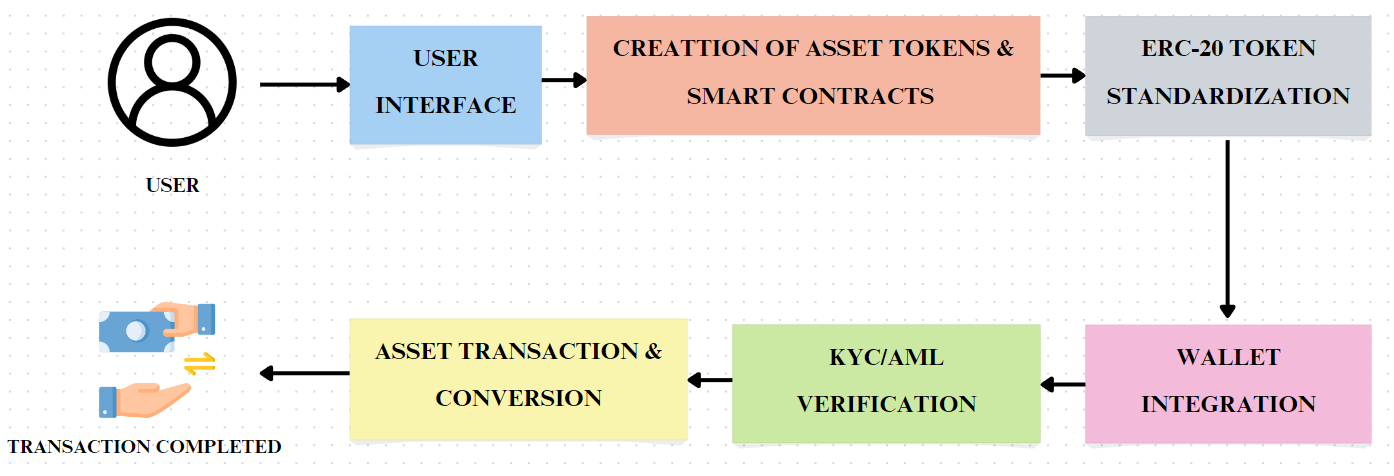 USER
INTERFACE
CREATTION OF ASSET TOKENS &
SMART CONTRACTS
ERC-20 TOKEN
STANDARDIZATION
USER
WALLET
INTEGRATION
KYC/AML
VERIFICATION
ASSET TRANSACTION &
CONVERSION
TRANSACTION COMPLETED